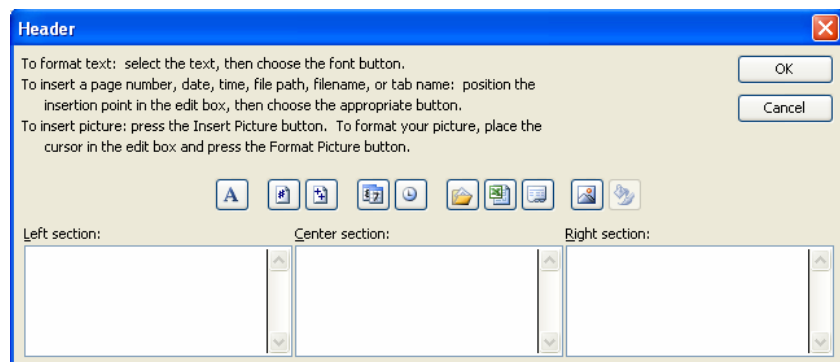 Header
To format text: select the text, then choose the font button.
To insert a page number, date, time, file path, filename, or tab name: position the
insertion point in the edit box, then choose the appropriate button.
To insert picture: press the Insert Picture button. To format your picture, place the
cursor in the edit box and press the Format Picture button.
OK
Cancel
A
Left section:
Center section:
Right section: